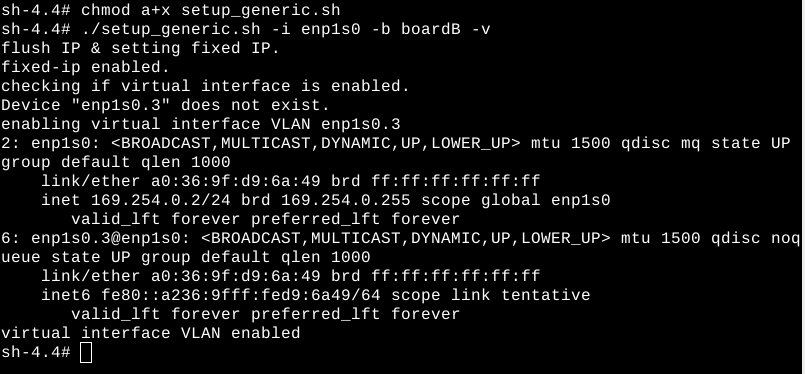 sh-4.4# chmod a+x setup_generic.sh
sh-4.4# ./setup_generic.sh -i enp1s0 -b boardB -v
flush IP & setting fixed IP.
fixed-ip enabled.
checking if virtual interface is enabled.
Device "enp1s0.3" does not exist.
enabling virtual interface VLAN enp1s0.3
2: enp1s0: <BROADCAST,MULTICAST,DYNAMIC,UP,LOWER_UP> mtu 1500 qdisc mq state UP
group default qlen 1000
    link/ether a0:36:9f:d9:6a:49 brd ff:ff:ff:ff:ff:ff
    inet 169.254.0.2/24 brd 169.254.0.255 scope global enp1s0
       valid_lft forever preferred_lft forever
6: enp1s0.3@enp1s0: <BROADCAST,MULTICAST,DYNAMIC,UP,LOWER_UP> mtu 1500 qdisc noq
ueue state UP group default qlen 1000
    link/ether a0:36:9f:d9:6a:49 brd ff:ff:ff:ff:ff:ff
    inet6 fe80::a236:9fff:fed9:6a49/64 scope link tentative
       valid_lft forever preferred_lft forever
virtual interface VLAN enabled
sh-4.4#